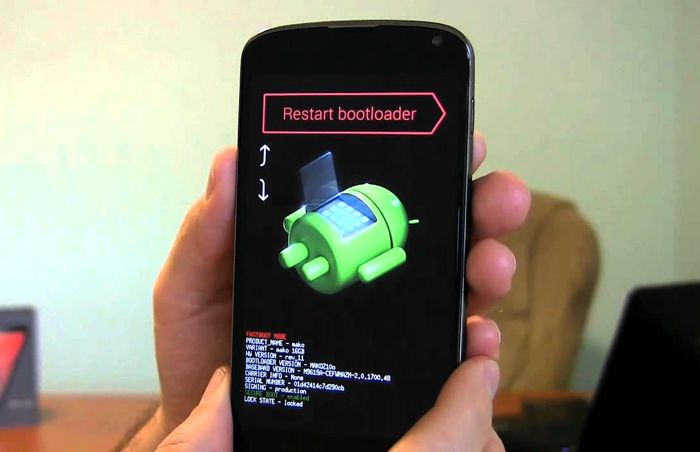 Restart bootloader
FASTBOOT MODE
PRODUCT_NAME - mako
VARIANT - mako 16GB
HW VERSION - rev_11
BOOTLOADER VERSION - MAKOZ10o
BASEBAND VERSION - M9615A-CEFWMAZM-2.0.1700.48
CARRIER INFO - None
SERIAL NUMBER - 01d42414c7d290cb
SIGNING - production
SECURE BOOT - enabled
LOCK STATE - locked